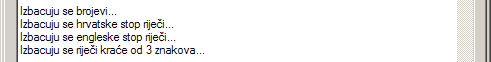 Izbacuju se brojevi...
Izbacuju se hrvatske stop riječi...
Izbacuju se engleske stop riječi...
Izbacuju se riječi kraće od 3 znakova...